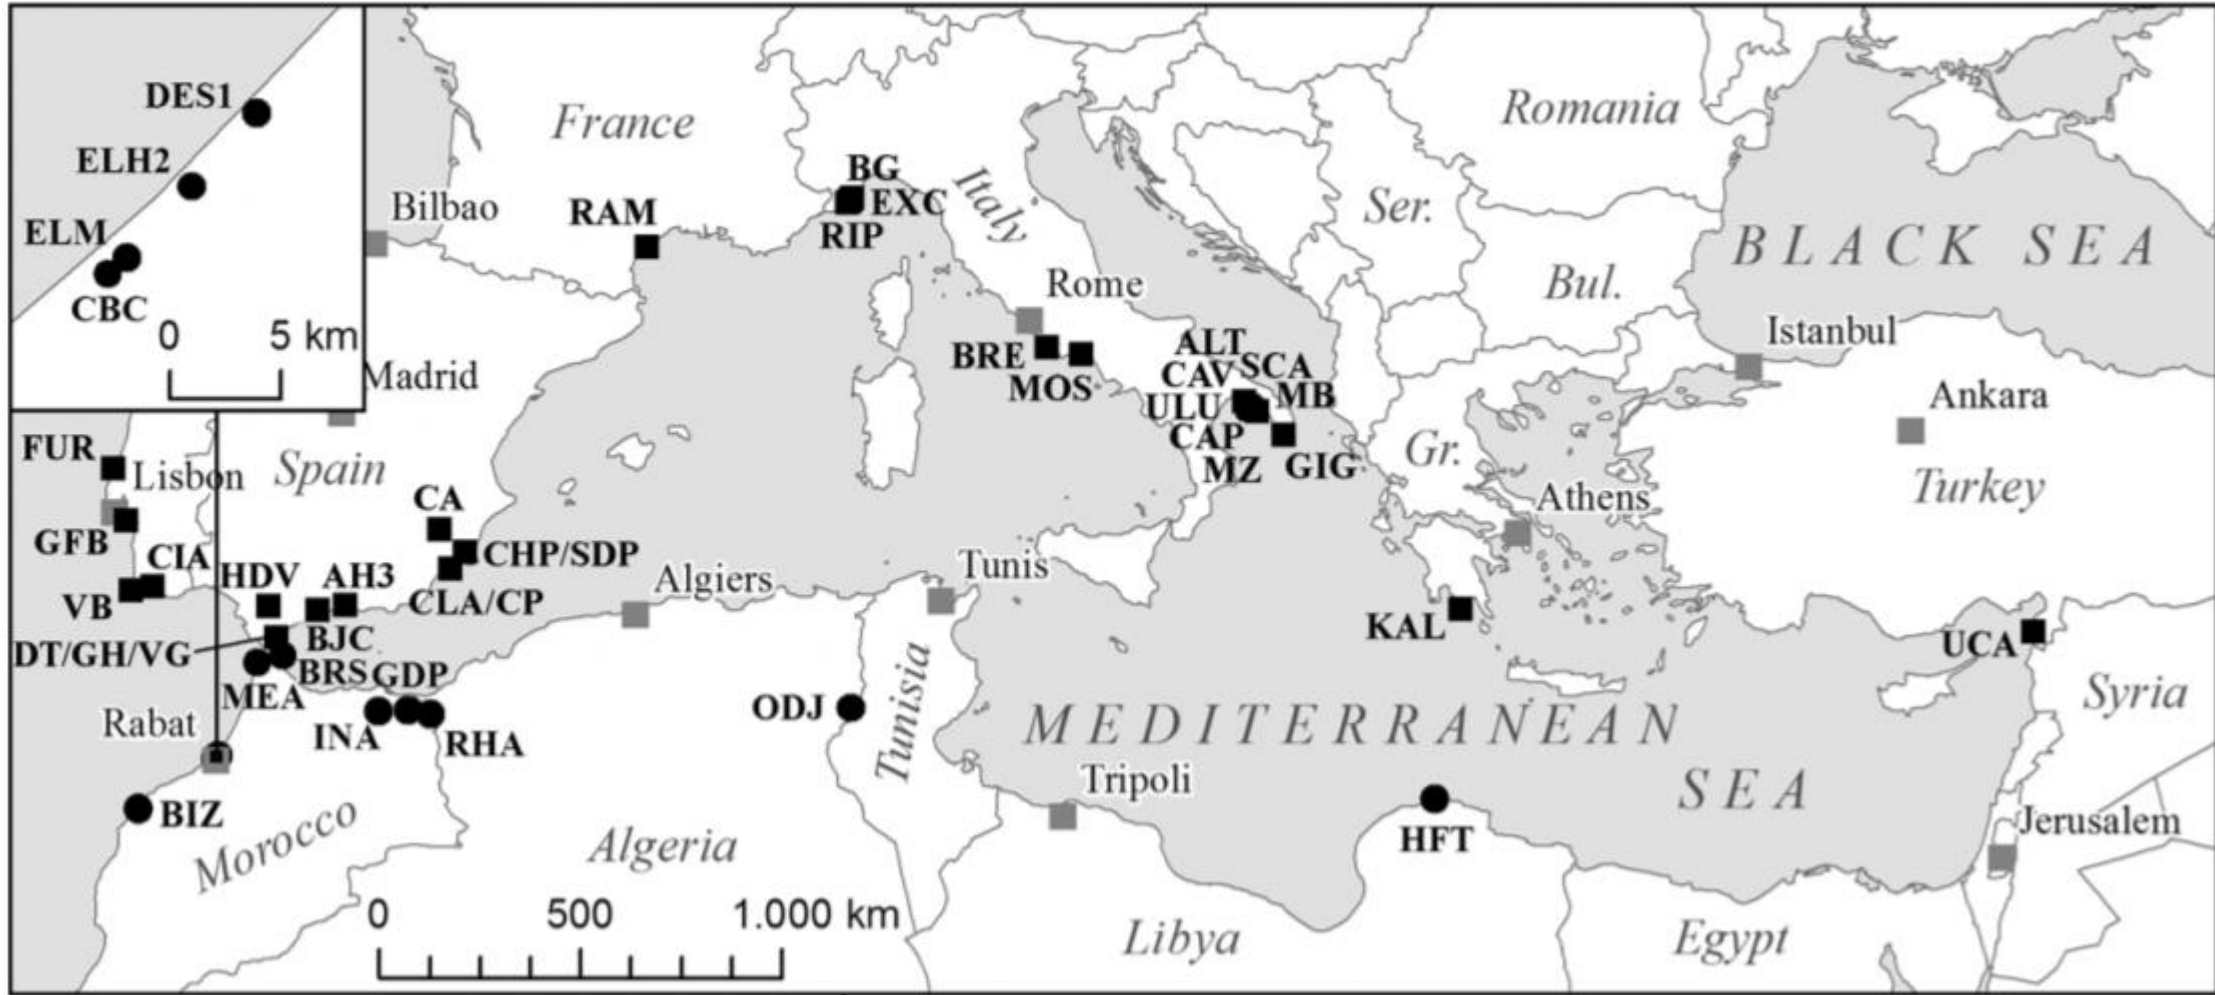 DES1
ELH2
ELM
CBC
0 5 km
France
Romania
BG
EXC
RIP
Italy
Ser.
Bilbao
RAM
BLACK SEA
Bul.
Rome
Istanbul
BRE
MOS
ALT
SCA
CAV
MB
ULU
CAP
MZ
GIG
Madrid
Ankara
Turkey
Gr.
Athens
FUR
Lisbon
Spain
CA
GFB
CIA
CHP/SDP
HDV
AH3
CLA/CP
Algiers
Tunis
VB
BJC
KAL
UCA
DT/GH/VG
BRS
GDP
MEA
Rabat
INA
RHA
ODJ
Tunisia
MEDITERRANEAN
SEA
Syria
Tripoli
BIZ
Morocco
Algeria
HFT
Jerusalem
0 500 1.000 km
Libya
Egypt